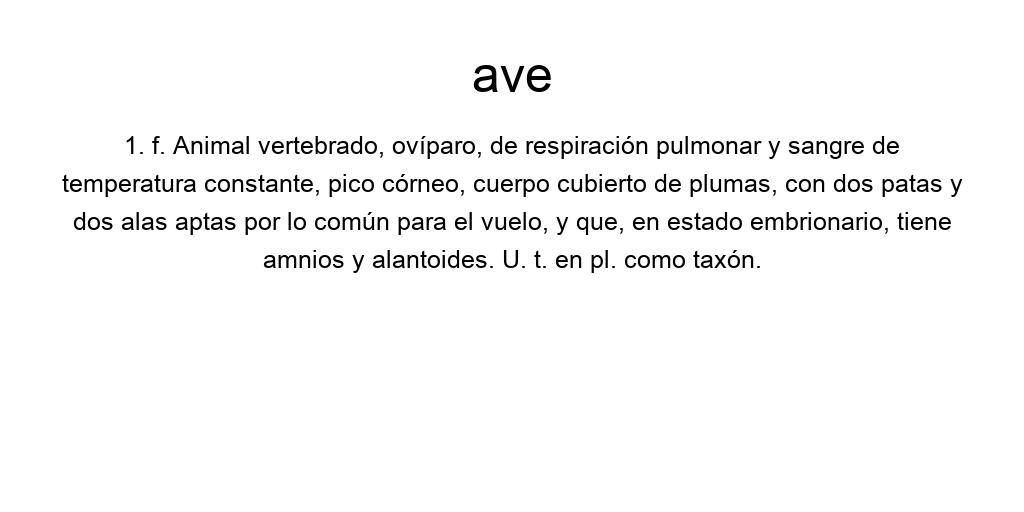 ave
1. f. Animal vertebrado, ovíparo, de respiración pulmonar y sangre de
temperatura constante, pico córneo, cuerpo cubierto de plumas, con dos patas y
dos alas aptas por lo común para el vuelo, y que, en estado embrionario, tiene
amnios y alantoides. U. t. en pl. como taxón.